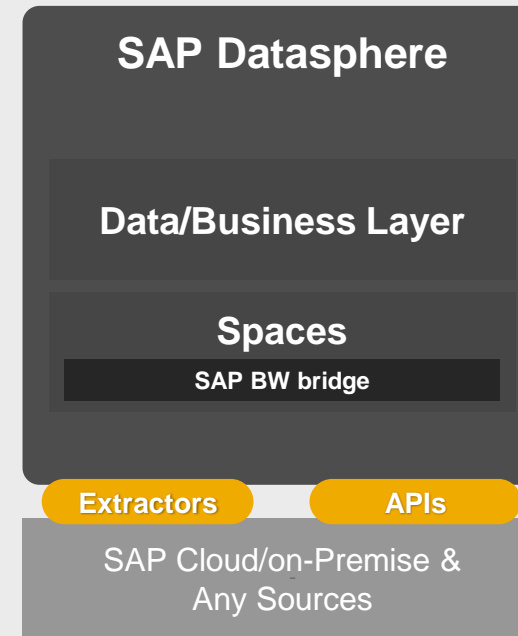 SAP Datasphere
Data/Business Layer
Spaces
SAP BW bridge
Extractors
APIs
SAP Cloud/on-Premise &
Any Sources